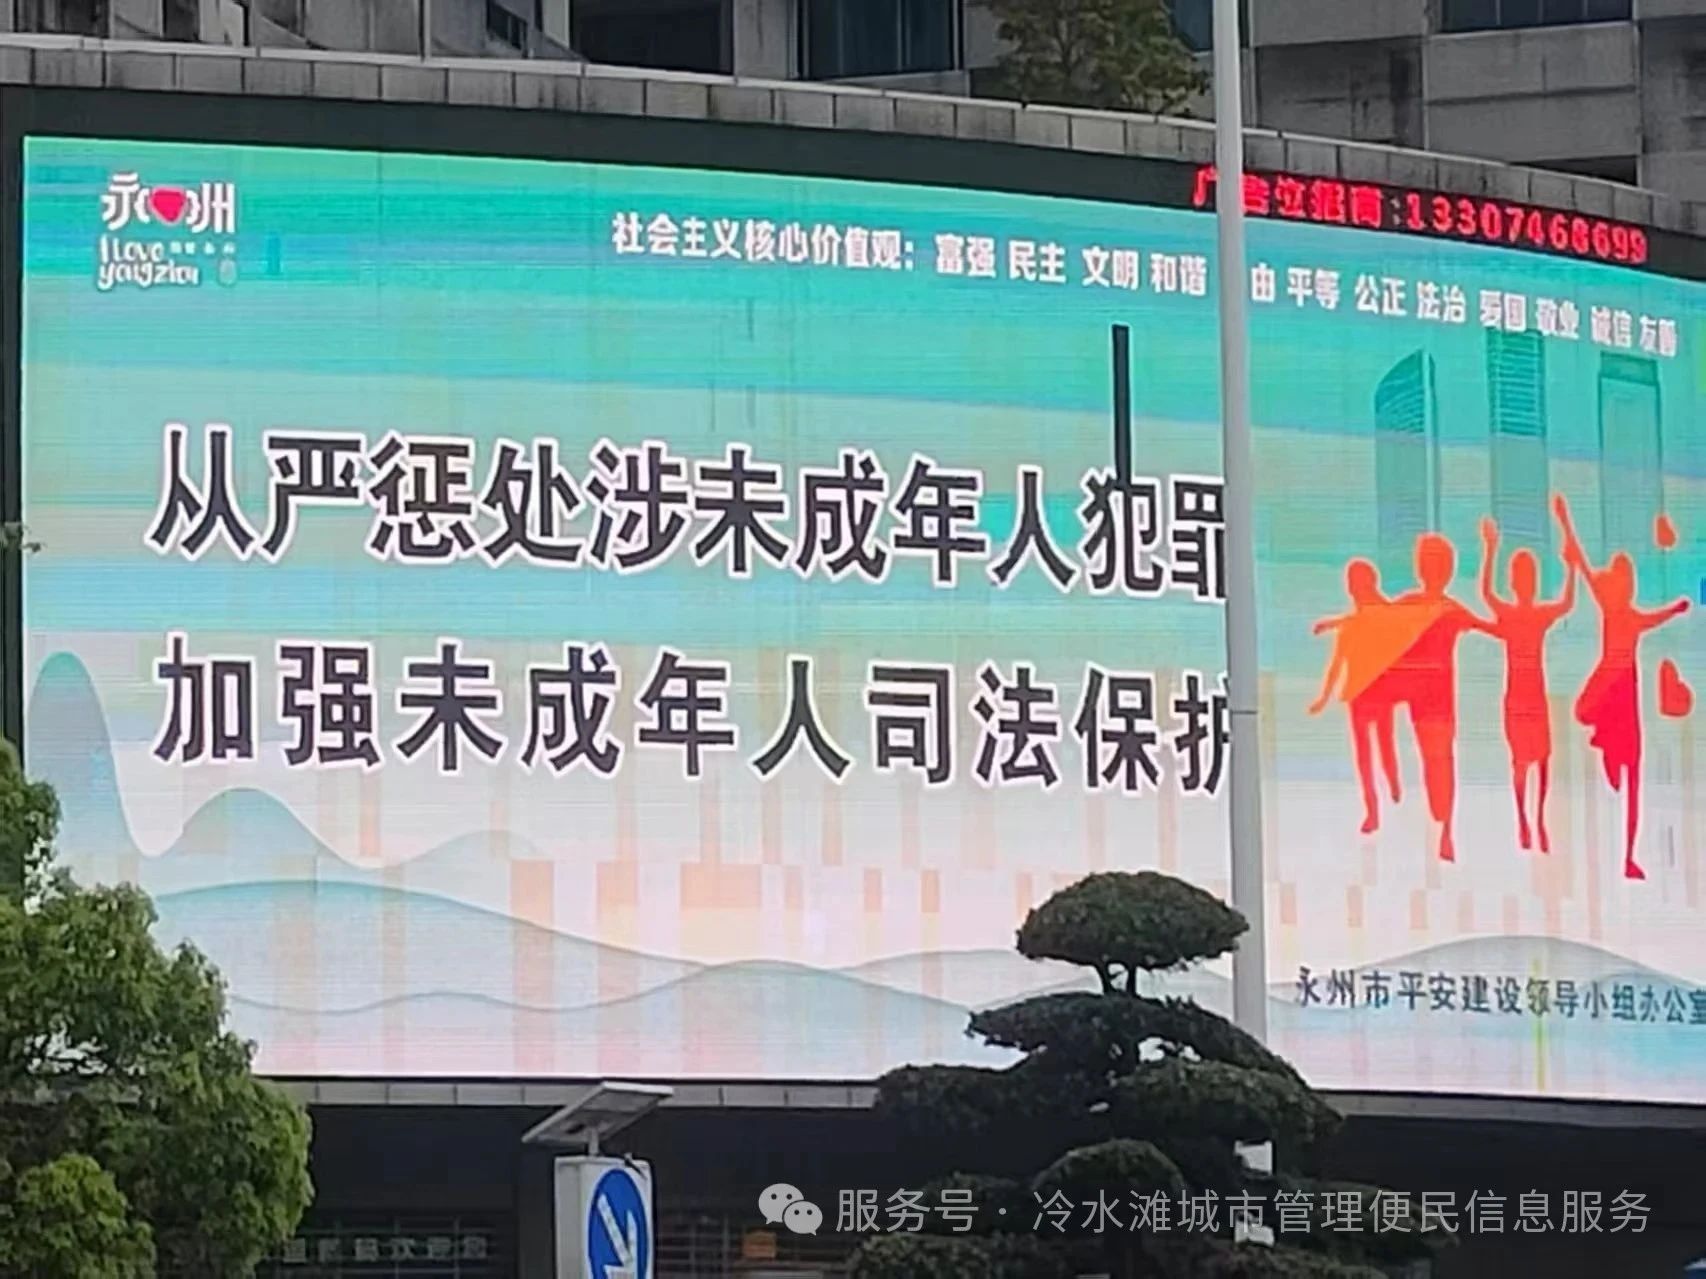 永州
I Love
yongzhou
广告位招商:13307468699
社会主义核心价值观：富强 民主 文明 和谐 由 平等 公正 法治 爱国 敬业 诚信 友善
从严惩处涉未成年人犯罪
加强未成年人司法保护
永州市平安建设领导小组办公室
服务号·冷水滩城市管理便民信息服务